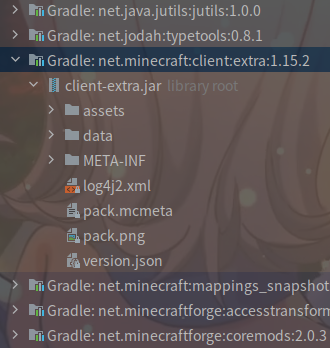 Gradle: net.java.jutils:jutils:1.0.0
Gradle: net.jodah:typetools:0.8.1
Gradle: net.minecraft:client:extra:1.15.2
client-extra.jar library root
assets
data
META-INF
log4j2.xml
pack.mcmeta
pack.png
version.json
Gradle: net.minecraft:mappings_snapshot
Gradle: net.minecraftforge:accesstransform
Gradle: net.minecraftforge:coremods:2.0.3